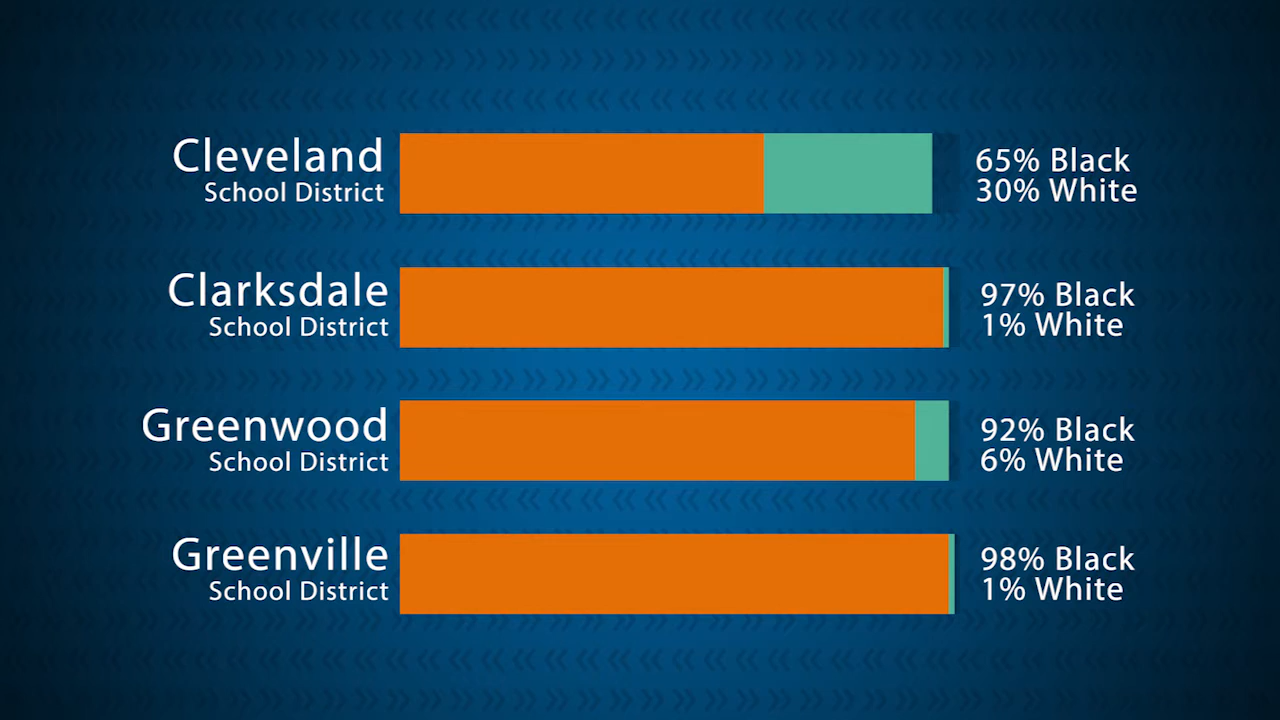 Cleveland
School District
65% Black
30% White
Clarksdale
School District
97% Black
1% White
Greenwood
School District
92% Black
6% White
Greenville
School District
98% Black
1% White